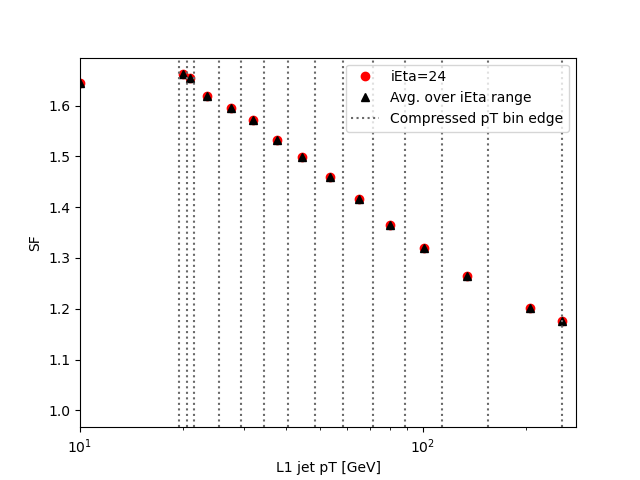 iEta=24
Avg. over iEta range
Compressed pT bin edge
1.6
1.5
1.4
1.3
1.2
1.1
1.0
SF
10¹ 10²
L1 jet pT [GeV]